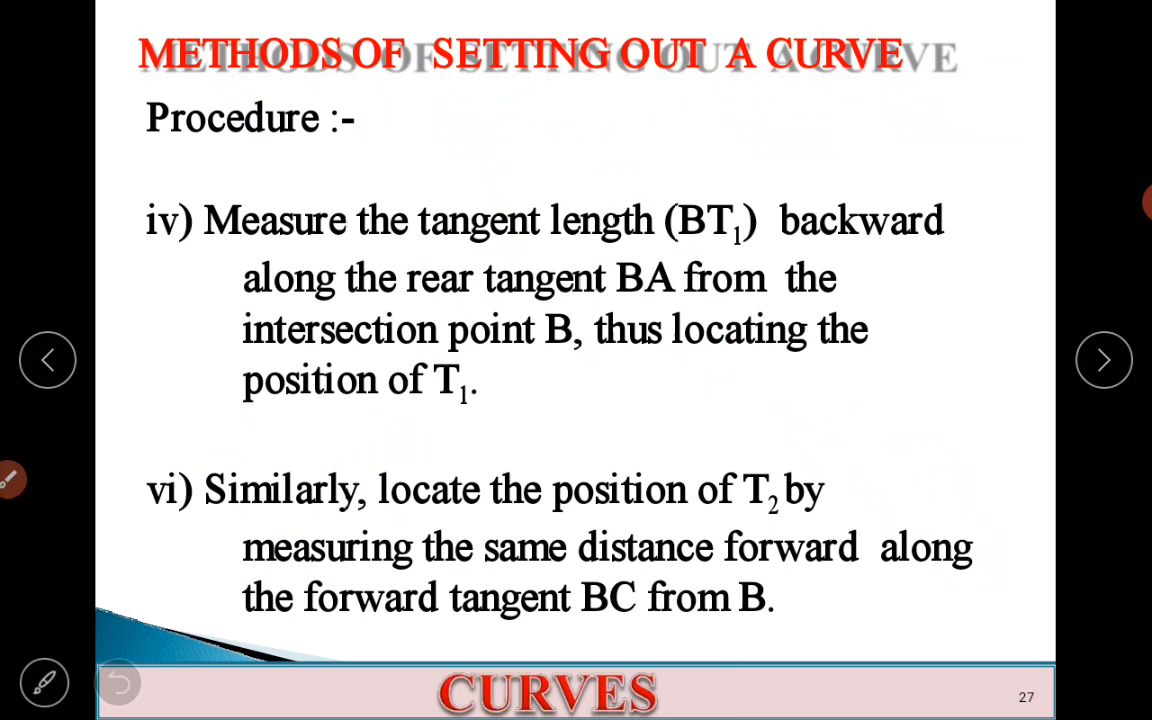 METHODS OF SETTING OUT A CURVE
Procedure :-
iv) Measure the tangent length (BT₁) backward
along the rear tangent BA from the
intersection point B, thus locating the
position of T₁.
vi) Similarly, locate the position of T₂ by
measuring the same distance forward along
the forward tangent BC from B.
CURVES
27